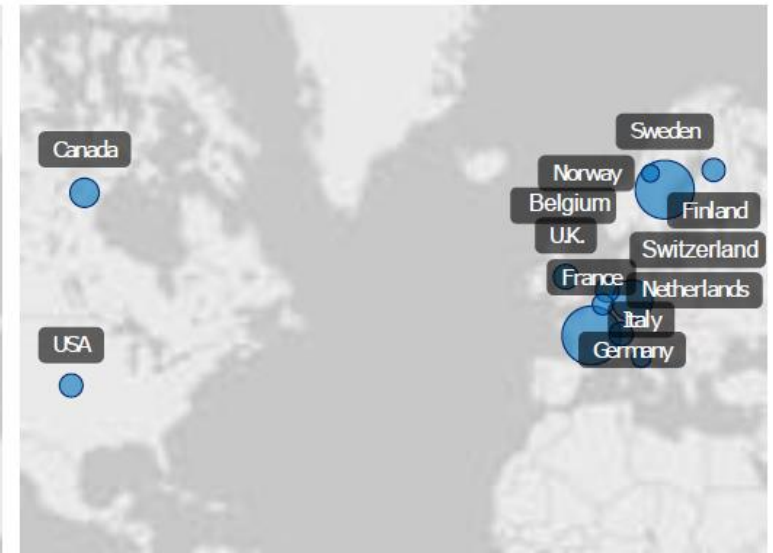 Sweden
Canada
Norway
Belgium
Finland
U.K.
Switzerland
France
Netherlands
Italy
USA
Germany